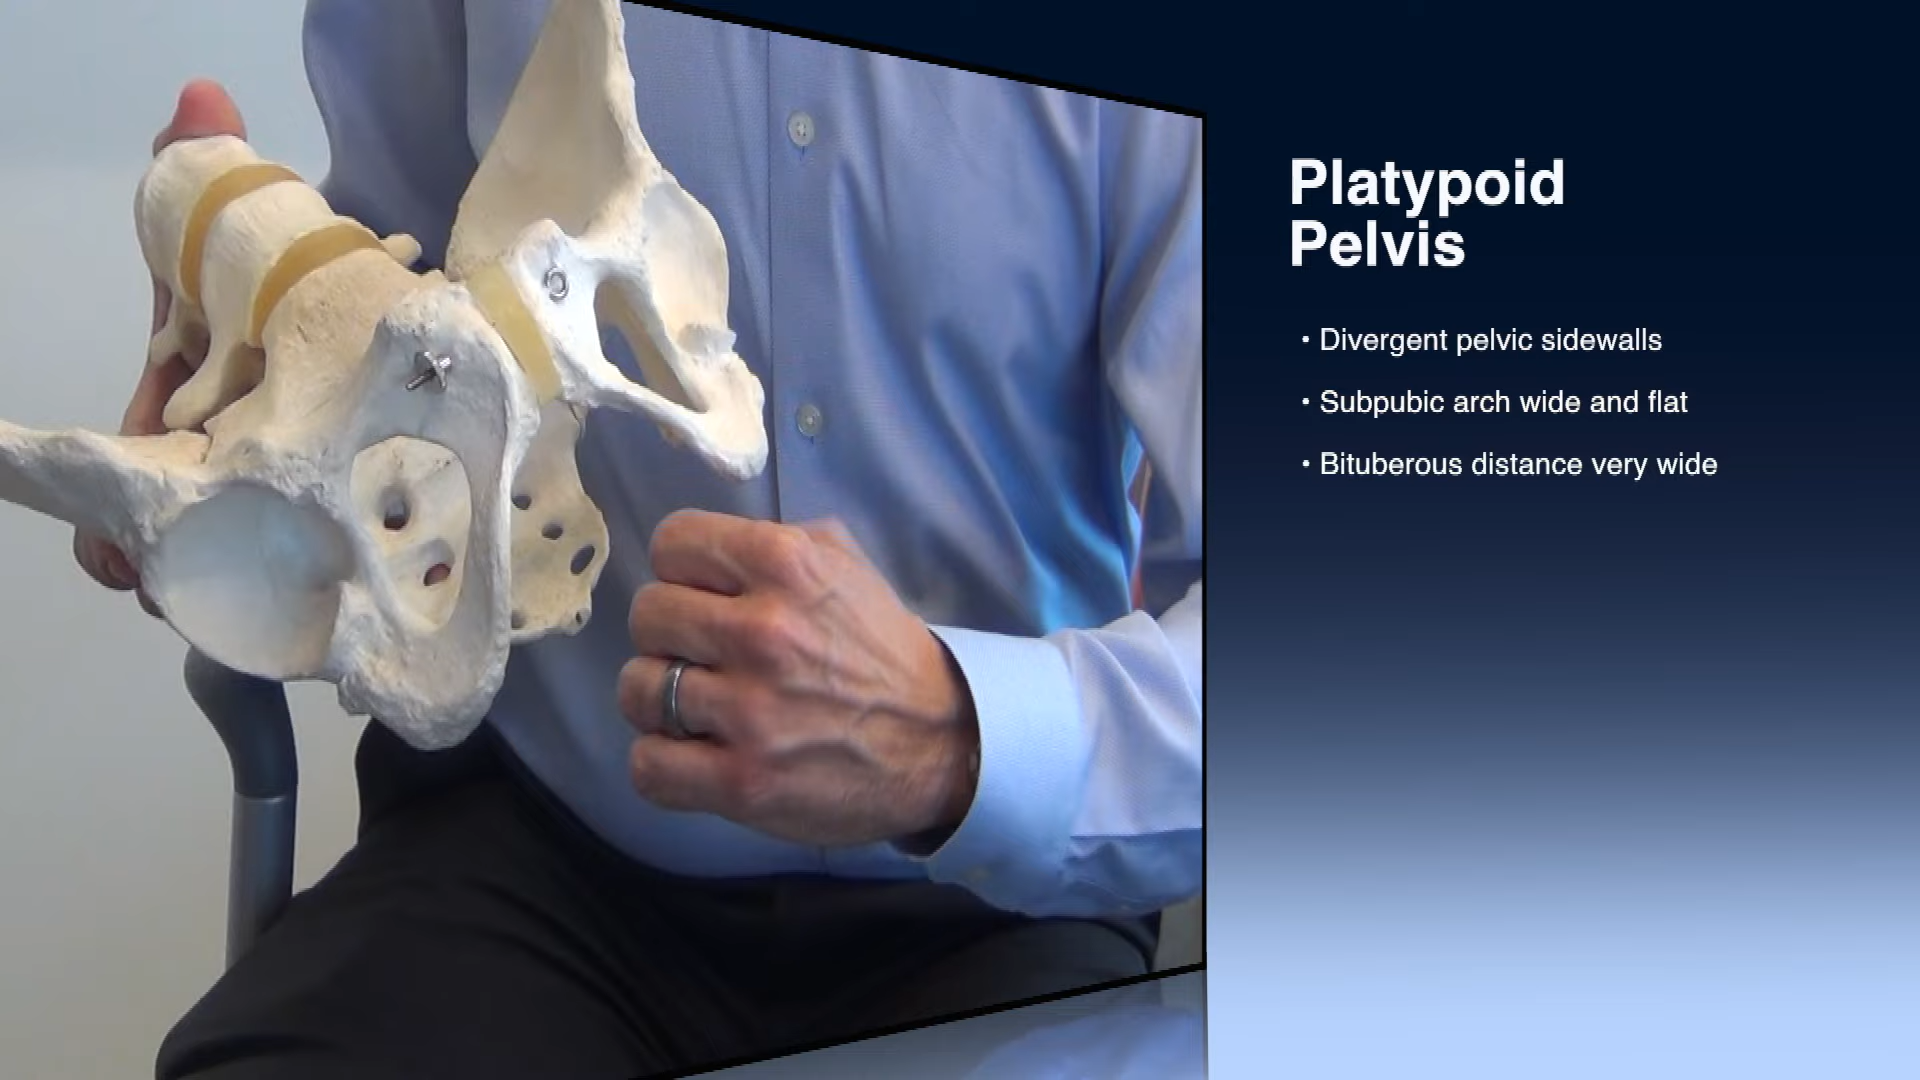 Platypoid
Pelvis
• Divergent pelvic sidewalls
• Subpubic arch wide and flat
• Bituberous distance very wide